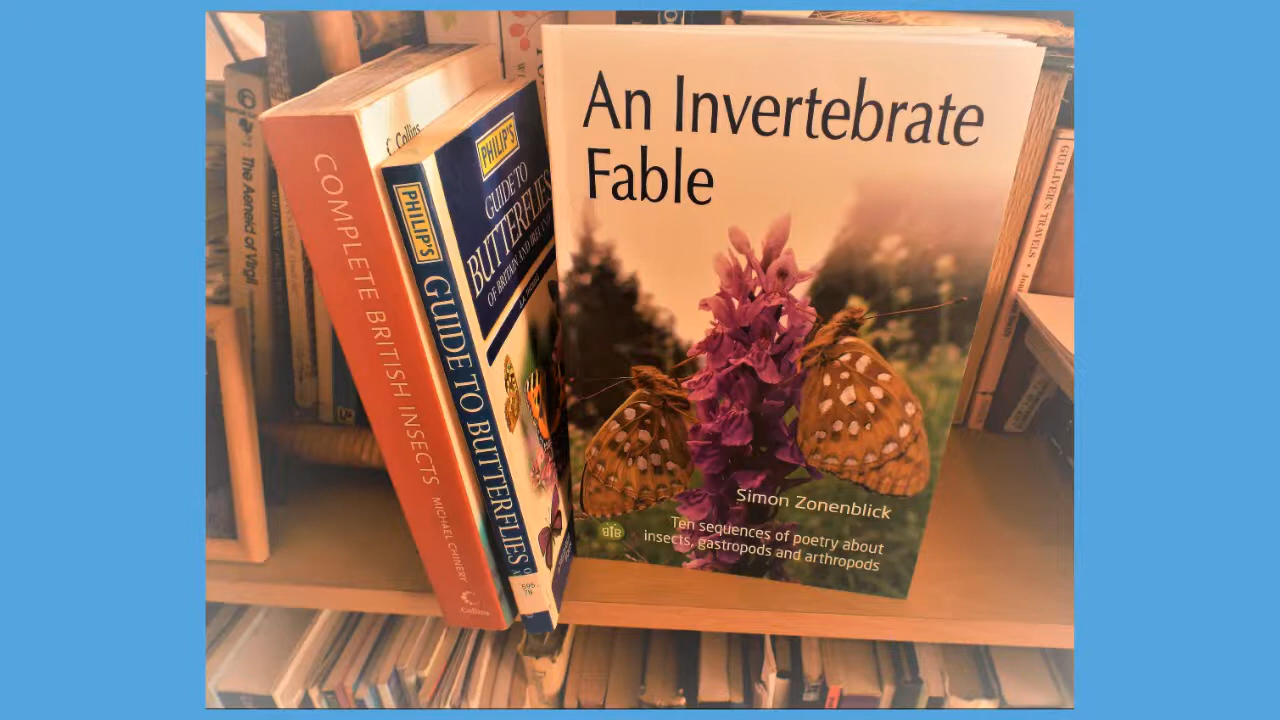 The Aeneid of Virgil
COMPLETE BRITISH INSECTS MICHAEL CHINERY
Collins
Collins
PHILIP'S
GUIDE TO BUTTERFLIES
595
78
PHILIP'S
GUIDE TO
BUTTERFLIES
OF BRITAIN AND
An Invertebrate
Fable
Simon Zonenblick
Ten sequences of poetry about
insects, gastropods and arthropods
GULLIVER'S TRAVELS